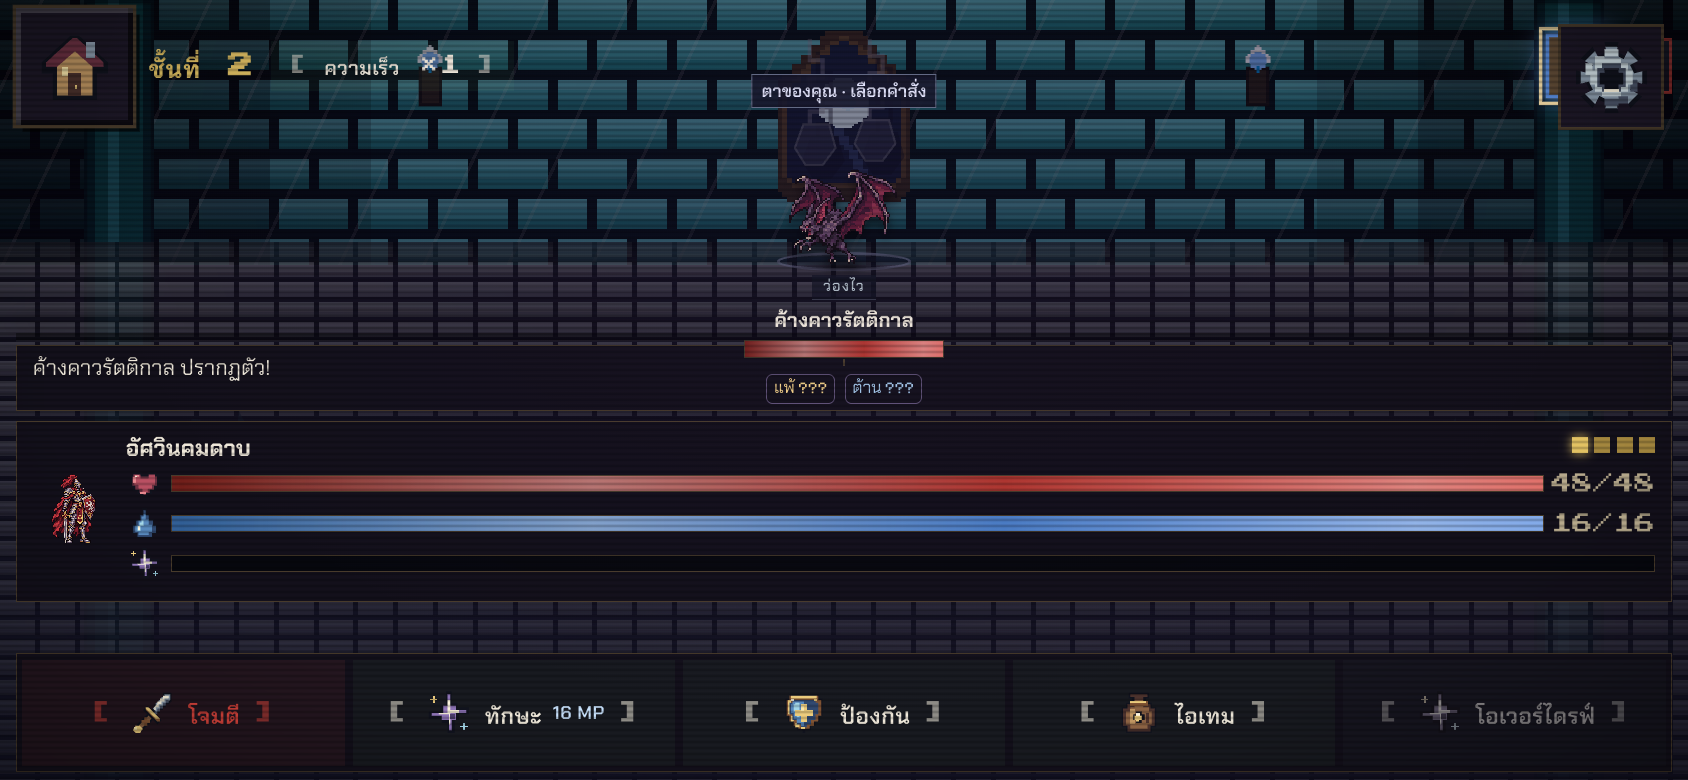 ชั้นที่ 2 [ ความเร็ว ×1 ]
ตาของคุณ · เลือกคำสั่ง
ว่องไว
ค้างคาวรัตติกาล
ค้างคาวรัตติกาล ปรากฏตัว!
แพ้ ??? ต้าน ???
อัศวินคมดาบ
48/48
16/16
[ โจมตี ] [ ทักษะ 16 MP ] [ ป้องกัน ] [ ไอเทม ] [ โอเวอร์ไดรฟ์ ]